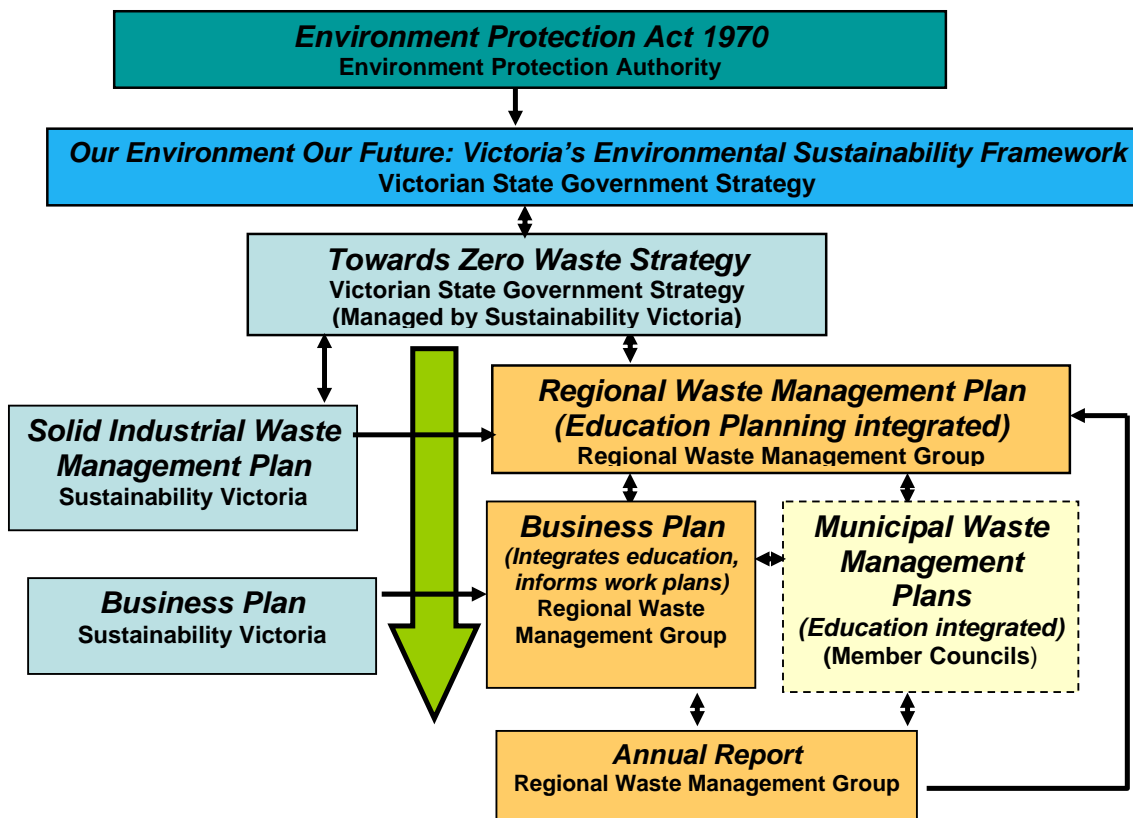 Environment Protection Act 1970
Environment Protection Authority
Our Environment Our Future: Victoria’s Environmental Sustainability Framework
Victorian State Government Strategy
Towards Zero Waste Strategy
Victorian State Government Strategy
(Managed by Sustainability Victoria)
Regional Waste Management Plan
(Education Planning integrated)
Regional Waste Management Group
Solid Industrial Waste
Management Plan
Sustainability Victoria
Business Plan
(Integrates education,
informs work plans)
Regional Waste
Management Group
Municipal Waste
Management
Plans
(Education integrated)
(Member Councils)
Business Plan
Sustainability Victoria
Annual Report
Regional Waste Management Group